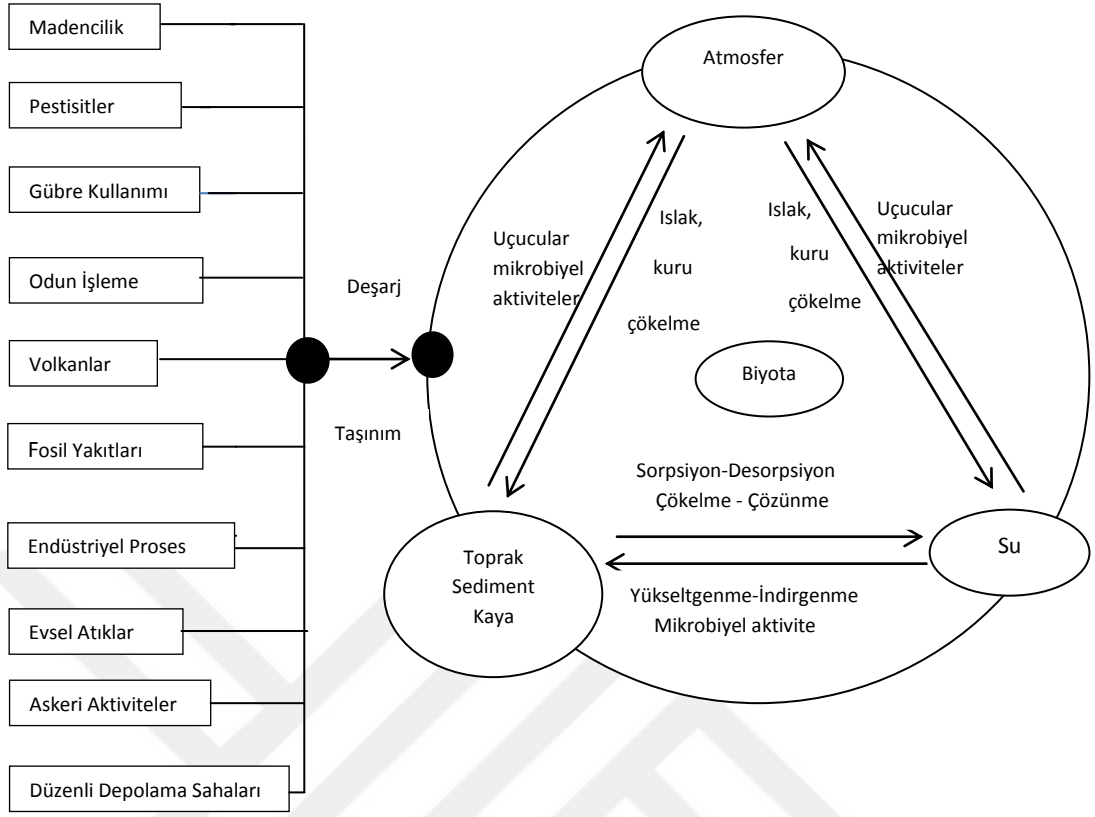 Madencilik
Pestisitler
Gübre Kullanımı
Odun İşleme
Volkanlar
Fosil Yakıtları
Endüstriyel Proses
Evsel Atıklar
Askeri Aktiviteler
Düzenli Depolama Sahaları
Deşarj
Taşınım
Atmosfer
Uçucular
mikrobiyel
aktiviteler
Islak,
kuru
çökelme
Islak,
kuru
çökelme
Uçucular
mikrobiyel
aktiviteler
Biyota
Sorpsiyon-Desorpsiyon
Çökelme - Çözünme
Toprak
Sediment
Kaya
Su
Yükseltgenme-İndirgenme
Mikrobiyel aktivite